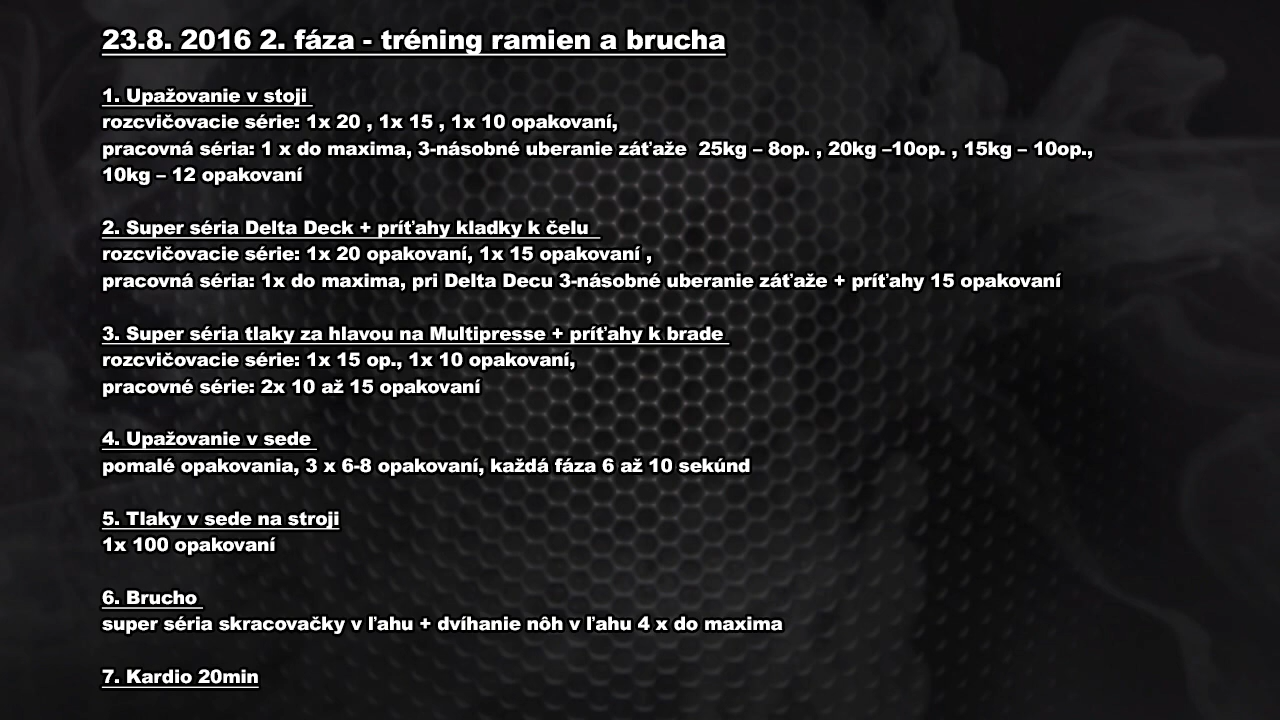 23.8. 2016 2. fáza - tréning ramien a brucha
1. Upažovanie v stoji
rozcvičovacie série: 1x 20 , 1x 15 , 1x 10 opakovaní,
pracovná séria: 1 x do maxima, 3-násobné uberanie záťaže  25kg – 8op. , 20kg –10op. , 15kg – 10op.,
10kg – 12 opakovaní
2. Super séria Delta Deck + príťahy kladky k čelu
rozcvičovacie série: 1x 20 opakovaní, 1x 15 opakovaní ,
pracovná séria: 1x do maxima, pri Delta Decu 3-násobné uberanie záťaže + príťahy 15 opakovaní
3. Super séria tlaky za hlavou na Multipresse + príťahy k brade
rozcvičovacie série: 1x 15 op., 1x 10 opakovaní,
pracovné série: 2x 10 až 15 opakovaní
4. Upažovanie v sede
pomalé opakovania, 3 x 6-8 opakovaní, každá fáza 6 až 10 sekúnd
5. Tlaky v sede na stroji
1x 100 opakovaní
6. Brucho
super séria skracovačky v ľahu + dvíhanie nôh v ľahu 4 x do maxima
7. Kardio 20min